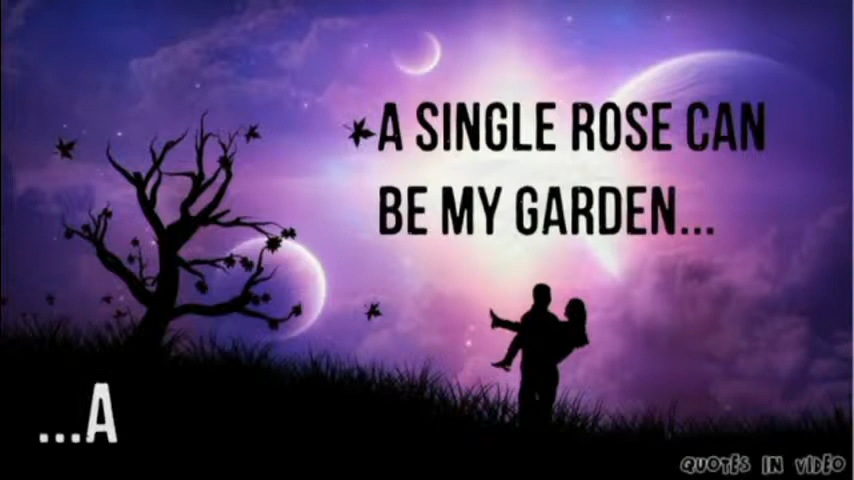 A SINGLE ROSE CAN
BE MY GARDEN...
...A
QUOTES IN VIDEO